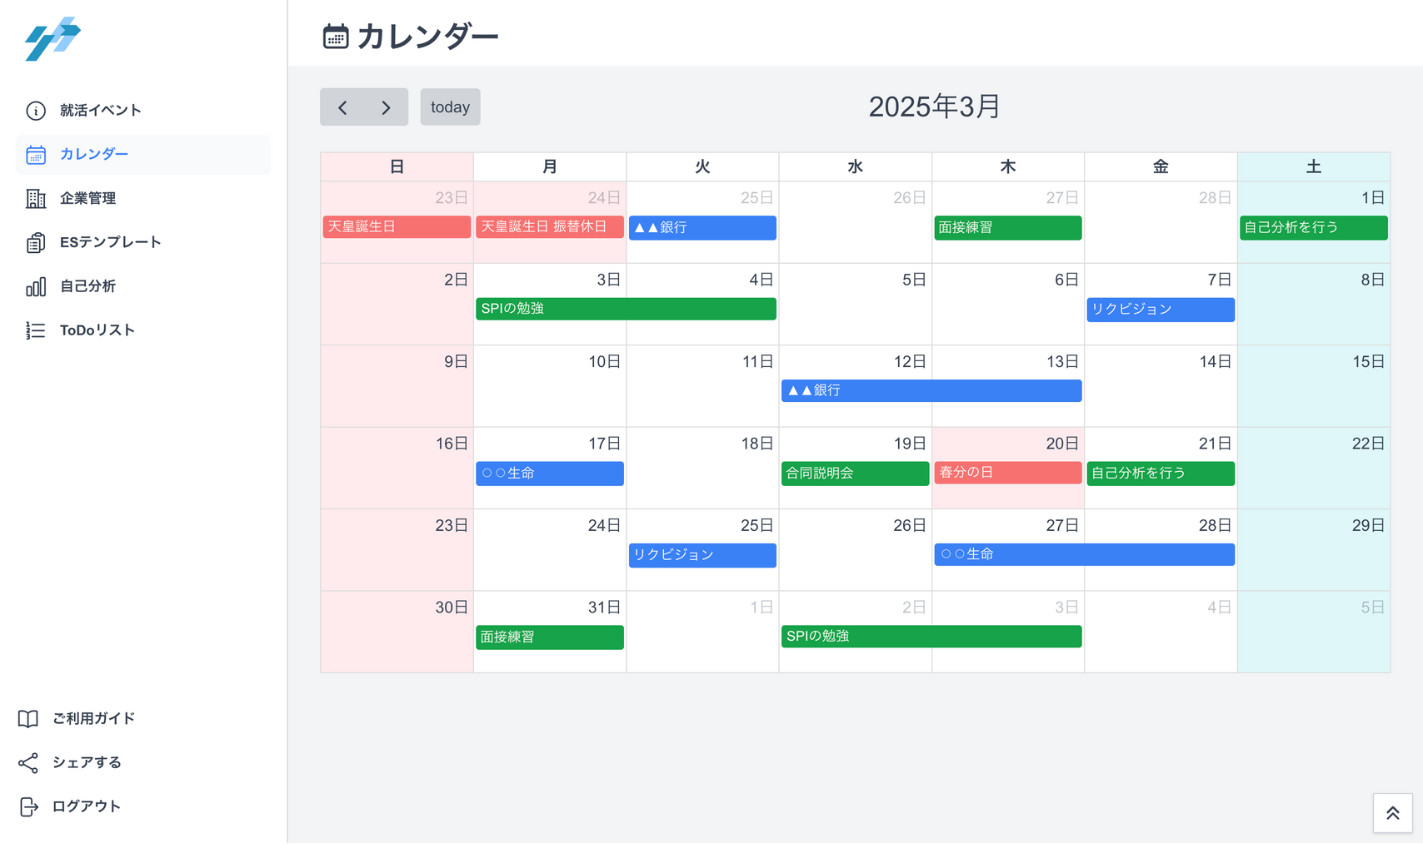 カレンダー
就活イベント
カレンダー
企業管理
ESテンプレート
自己分析
ToDoリスト
ご利用ガイド
シェアする
ログアウト
today
2025年3月
日 月 火 水 木 金 土
23日 24日 25日 26日 27日 28日 1日
天皇誕生日 天皇誕生日 振替休日 ▲▲銀行 面接練習 自己分析を行う
2日 3日 4日 5日 6日 7日 8日
SPIの勉強 リクビジョン
9日 10日 11日 12日 13日 14日 15日
▲▲銀行
16日 17日 18日 19日 20日 21日 22日
○○生命 合同説明会 春分の日 自己分析を行う
23日 24日 25日 26日 27日 28日 29日
リクビジョン ○○生命
30日 31日 1日 2日 3日 4日 5日
面接練習 SPIの勉強